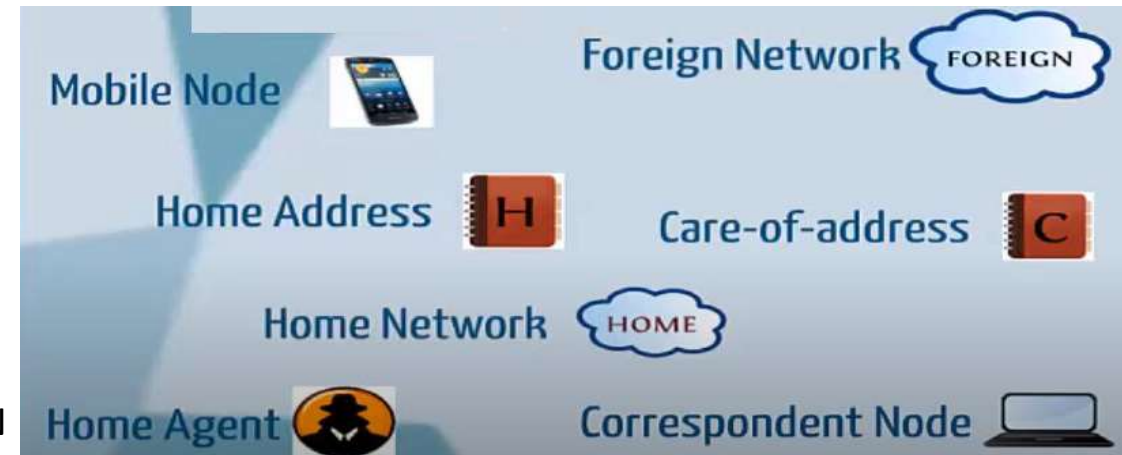 Mobile Node
Foreign Network FOREIGN
Home Address H
Care-of-address C
Home Network HOME
Home Agent
Correspondent Node